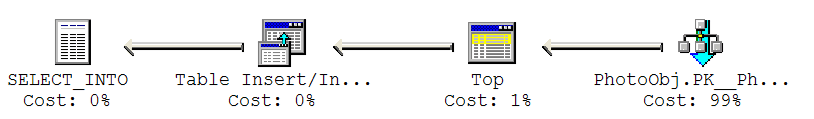 SELECT_INTO Table Insert/In... Top PhotoObj.PK__Ph...
Cost: 0% Cost: 0% Cost: 1% Cost: 99%